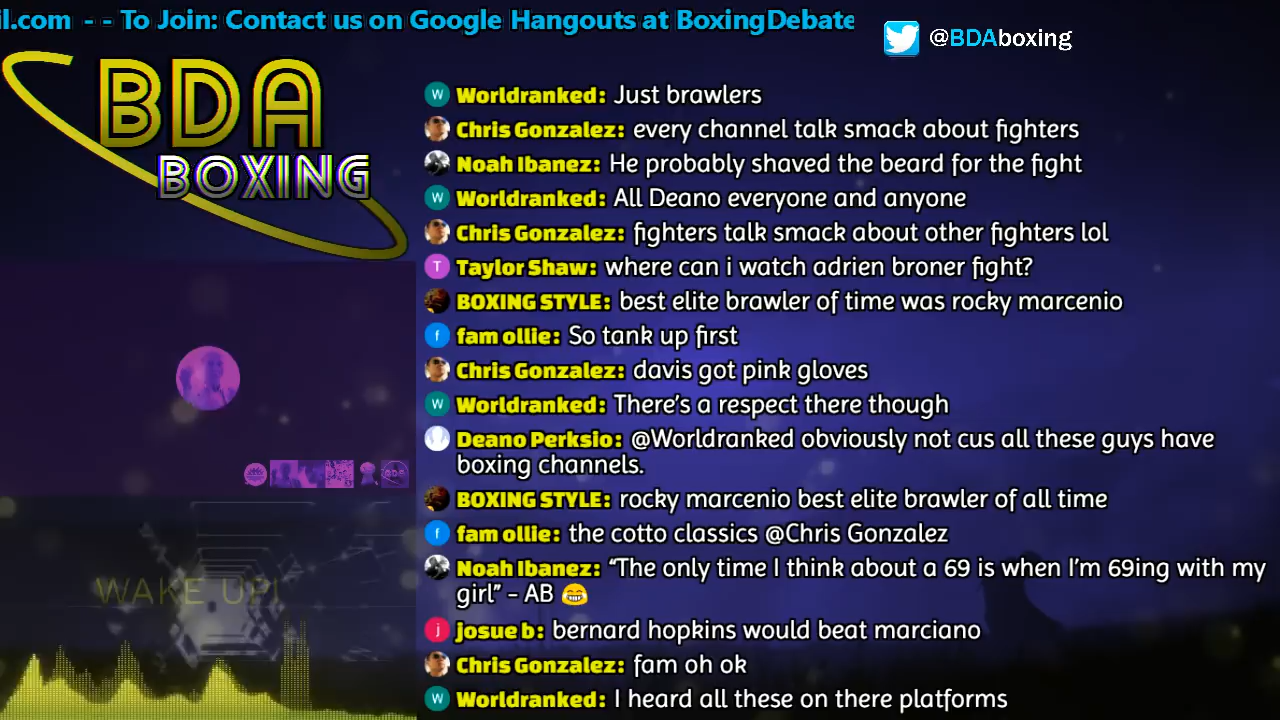 il.com - - To Join: Contact us on Google Hangouts at BoxingDebate
@BDAboxing
BDA
BOXING
W Worldranked: Just brawlers
Chris Gonzalez: every channel talk smack about fighters
Noah Ibanez: He probably shaved the beard for the fight
W Worldranked: All Deano everyone and anyone
Chris Gonzalez: fighters talk smack about other fighters lol
T Taylor Shaw: where can i watch adrien broner fight?
BOXING STYLE: best elite brawler of time was rocky marcenio
f fam ollie: So tank up first
Chris Gonzalez: davis got pink gloves
W Worldranked: There's a respect there though
Deano Perksio: @Worldranked obviously not cus all these guys have
boxing channels.
BOXING STYLE: rocky marcenio best elite brawler of all time
f fam ollie: the cotto classics @Chris Gonzalez
Noah Ibanez: “The only time I think about a 69 is when I’m 69ing with my
girl” – AB 😂
j josue b: bernard hopkins would beat marciano
Chris Gonzalez: fam oh ok
W Worldranked: I heard all these on there platforms
WAKE UP!